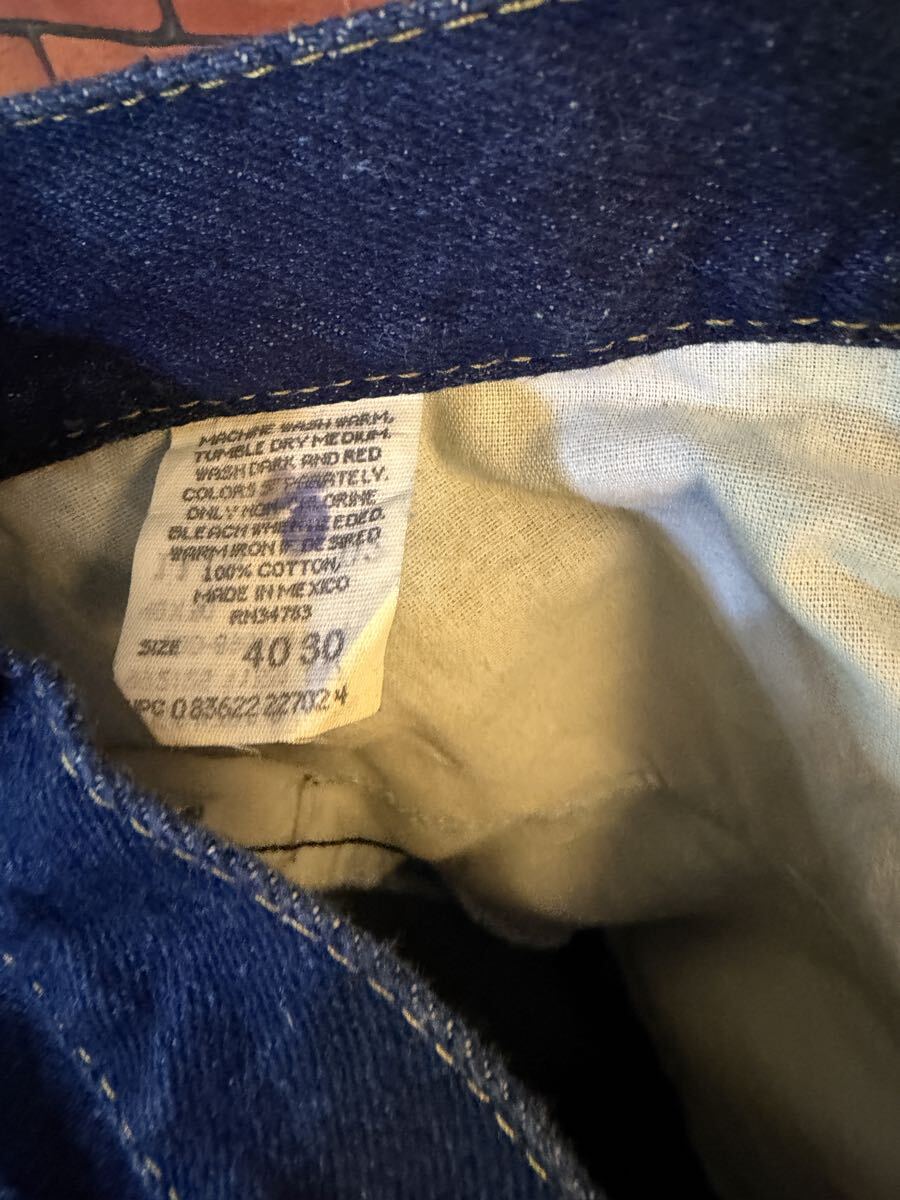 MACHINE WASH WARM,
TUMBLE DRY MEDIUM.
WASH DARK AND RED
COLORS SEPARATELY.
ONLY NON-CHLORINE
BLEACH WHEN NEEDED.
WARM IRON IF DESIRED
100% COTTON,
MADE IN MEXICO
RN34783
SIZE 40 30
UPC 0 83622 22702 4